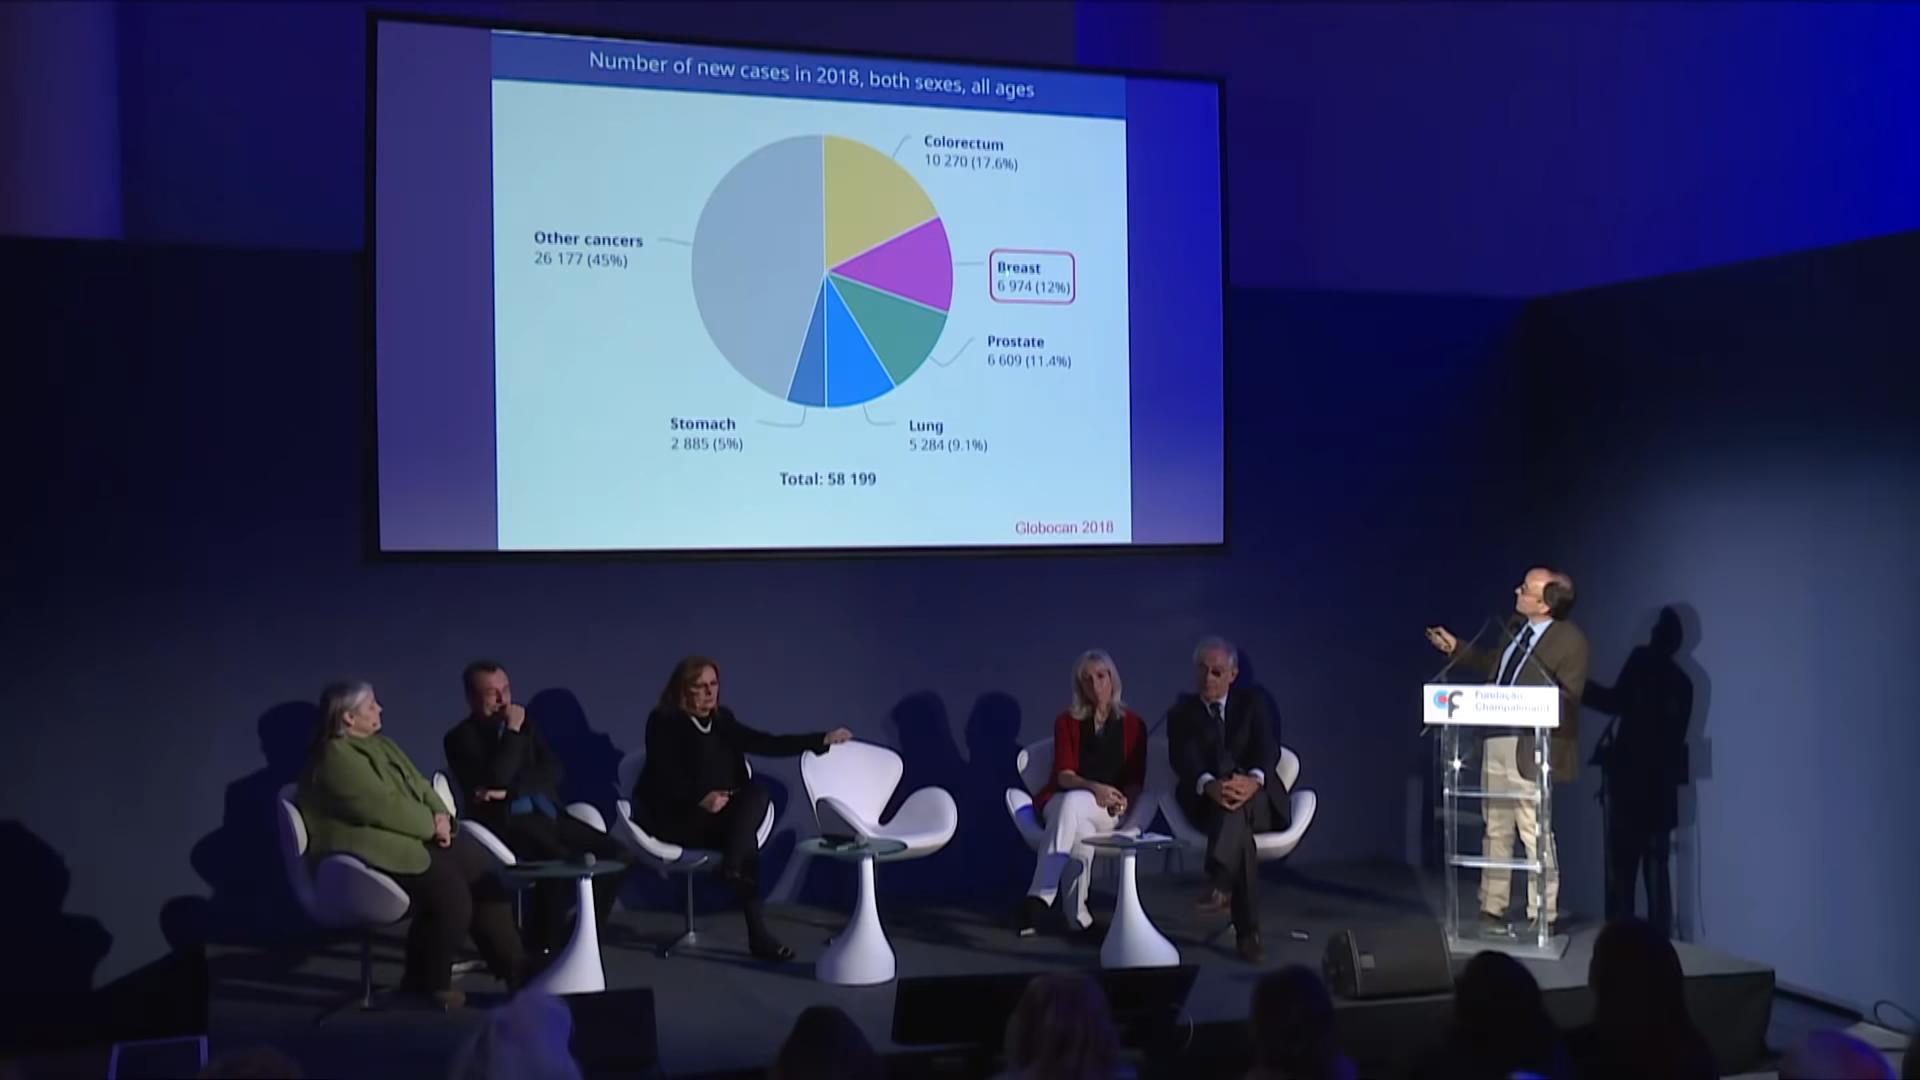 Number of new cases in 2018, both sexes, all ages
Colorectum
10 270 (17.6%)
Other cancers
26 177 (45%)
Breast
6 974 (12%)
Prostate
6 609 (11.4%)
Stomach
2 885 (5%)
Lung
5 284 (9.1%)
Total: 58 199
Globocan 2018
Fundação
Champalimaud